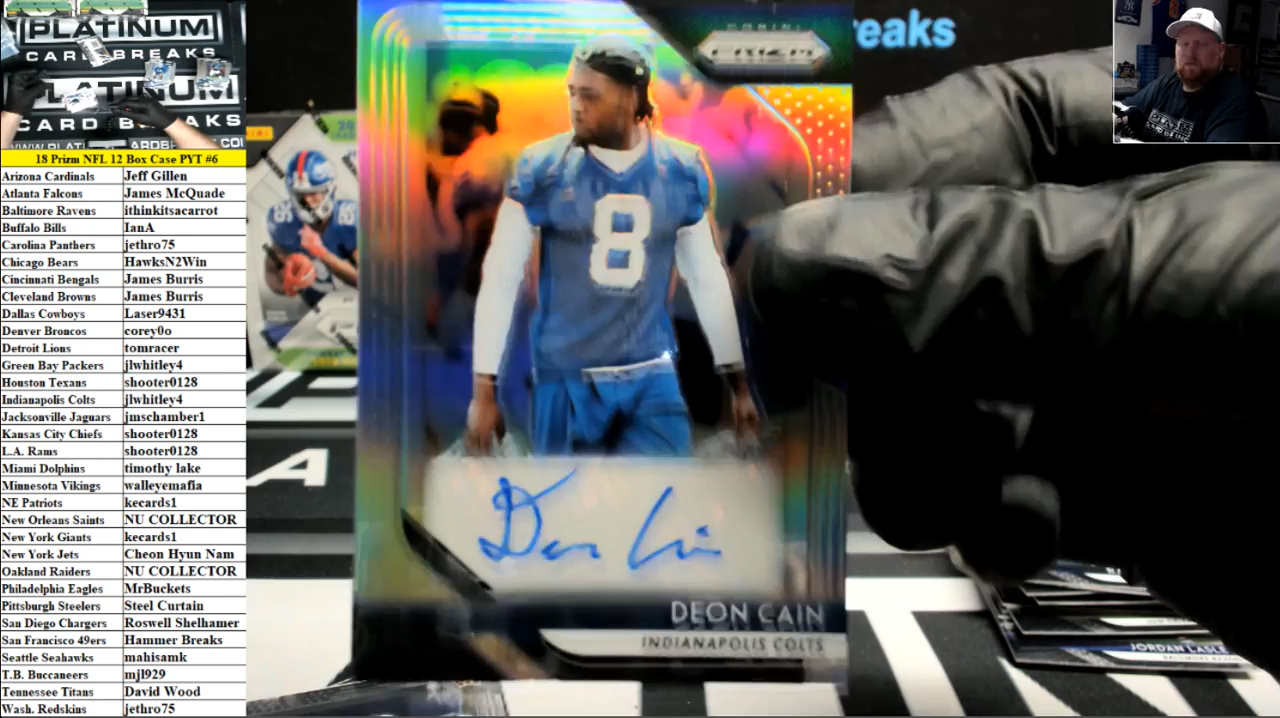 PLATINUM
CARD BREAKS
PLATINUM
CARD BREAKS
18 Prizm NFL 12 Box Case PYT #6
Arizona Cardinals Jeff Gillen
Atlanta Falcons James McQuade
Baltimore Ravens ithinkitsacarrot
Buffalo Bills IanA
Carolina Panthers jethro75
Chicago Bears HawksN2Win
Cincinnati Bengals James Burris
Cleveland Browns James Burris
Dallas Cowboys Laser9431
Denver Broncos corey0o
Detroit Lions tomracer
Green Bay Packers jlwhitley4
Houston Texans shooter0128
Indianapolis Colts jlwhitley4
Jacksonville Jaguars jmschamber1
Kansas City Chiefs shooter0128
L.A. Rams shooter0128
Miami Dolphins timothy lake
Minnesota Vikings walleyemafia
NE Patriots kecards1
New Orleans Saints NU COLLECTOR
New York Giants kecards1
New York Jets Cheon Hyun Nam
Oakland Raiders NU COLLECTOR
Philadelphia Eagles MrBuckets
Pittsburgh Steelers Steel Curtain
San Diego Chargers Roswell Shelhamer
San Francisco 49ers Hammer Breaks
Seattle Seahawks mahisamk
T.B. Buccaneers mjl929
Tennessee Titans David Wood
Wash. Redskins jethro75
PANINI
PRIZM
reaks
8
Deon Cain
DEON CAIN
INDIANAPOLIS COLTS
A
JORDAN LASLE